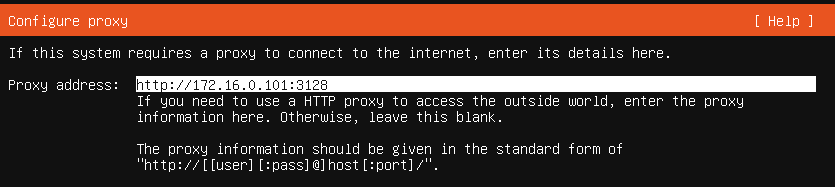 Configure proxy [ Help ]
If this system requires a proxy to connect to the internet, enter its details here.
Proxy address: http://172.16.0.101:3128
If you need to use a HTTP proxy to access the outside world, enter the proxy
information here. Otherwise, leave this blank.
The proxy information should be given in the standard form of
"http://[[user][:pass]@]host[:port]/".